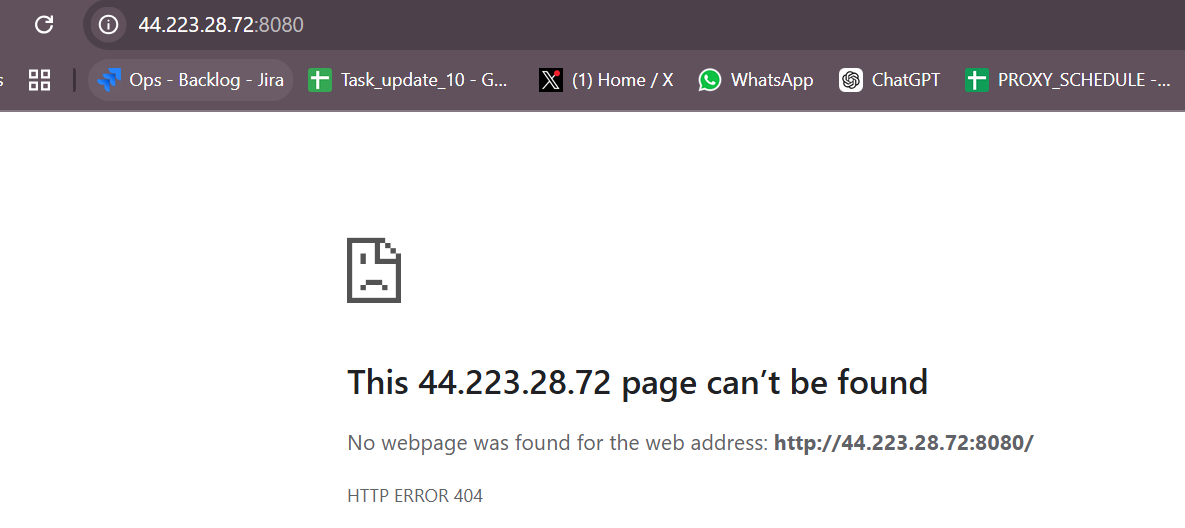 44.223.28.72:8080
s Ops - Backlog - Jira Task_update_10 - G... (1) Home / X WhatsApp ChatGPT PROXY_SCHEDULE -...
This 44.223.28.72 page can’t be found
No webpage was found for the web address: http://44.223.28.72:8080/
HTTP ERROR 404